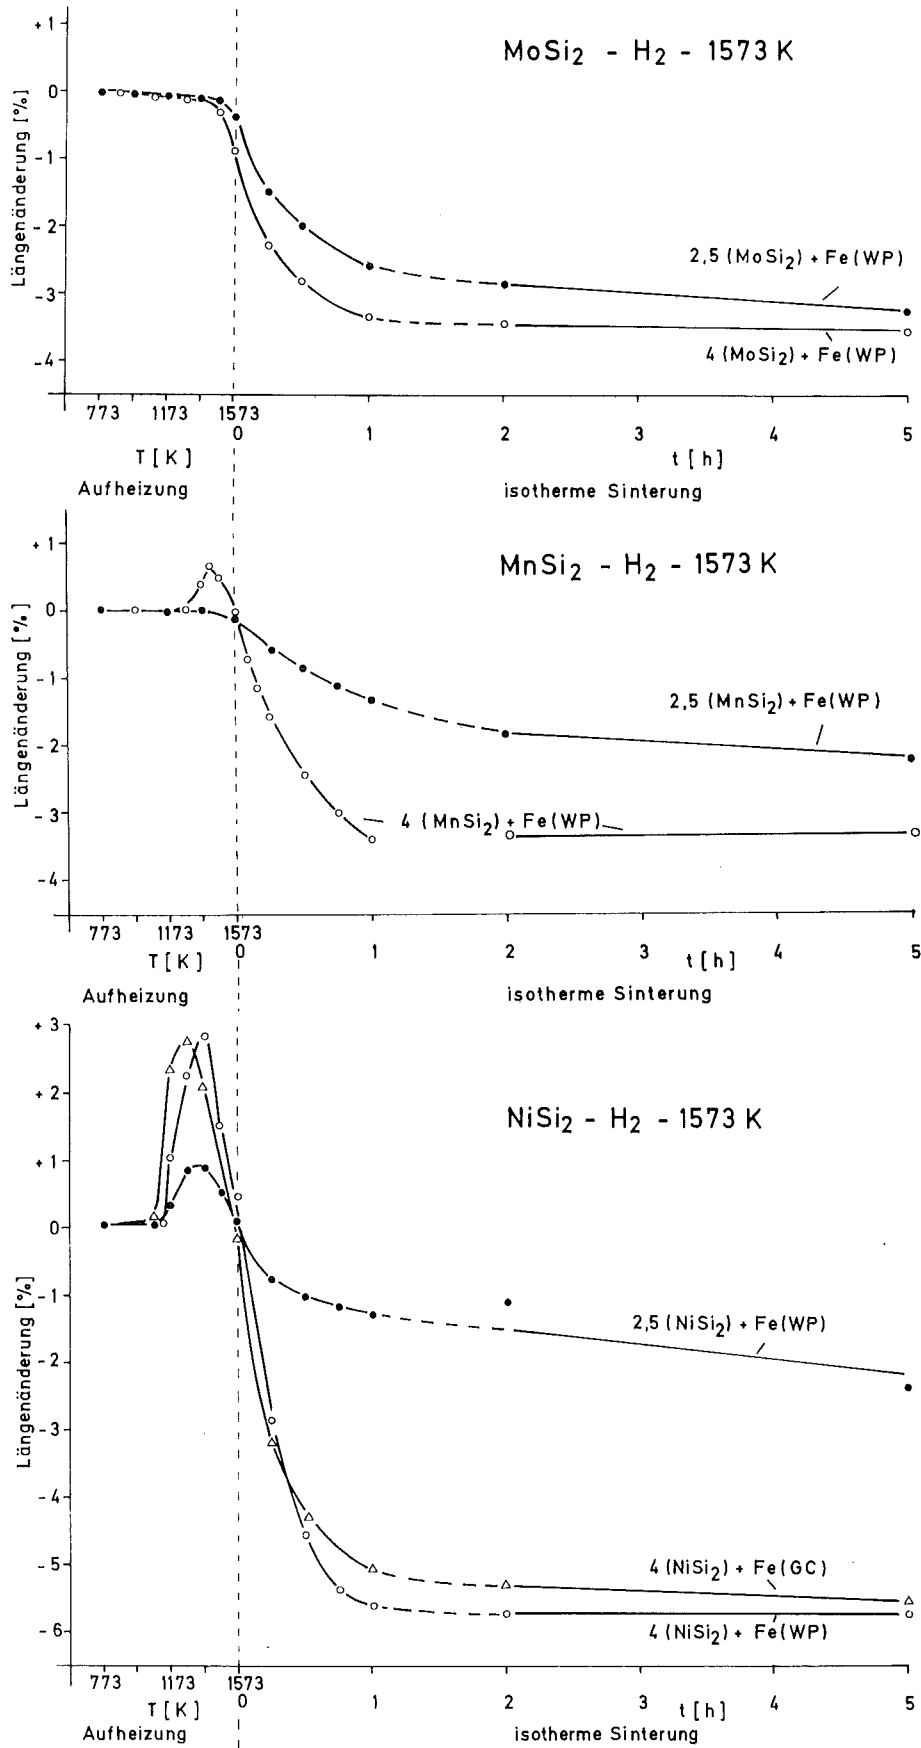 MoSi2 - H2 - 1573 K
+ 1
0
- 1
- 2
- 3
- 4
Längenänderung [%]
2,5 (MoSi2) + Fe(WP)
4 (MoSi2) + Fe(WP)
773 1173 1573
0 1 2 3 4 5
T [ K ] t [ h ]
Aufheizung isotherme Sinterung
MnSi2 - H2 - 1573 K
+ 1
0
- 1
- 2
- 3
- 4
Längenänderung [%]
2,5 (MnSi2) + Fe(WP)
4 (MnSi2) + Fe(WP)
773 1173 1573
0 1 2 3 4 5
T [ K ] t [ h ]
Aufheizung isotherme Sinterung
NiSi2 - H2 - 1573 K
+ 3
+ 2
+ 1
0
- 1
- 2
- 3
- 4
- 5
- 6
Längenänderung [%]
2,5 (NiSi2) + Fe(WP)
4 (NiSi2) + Fe(GC)
4 (NiSi2) + Fe(WP)
773 1173 1573
0 1 2 3 4 5
T [ K ] t [ h ]
Aufheizung isotherme Sinterung